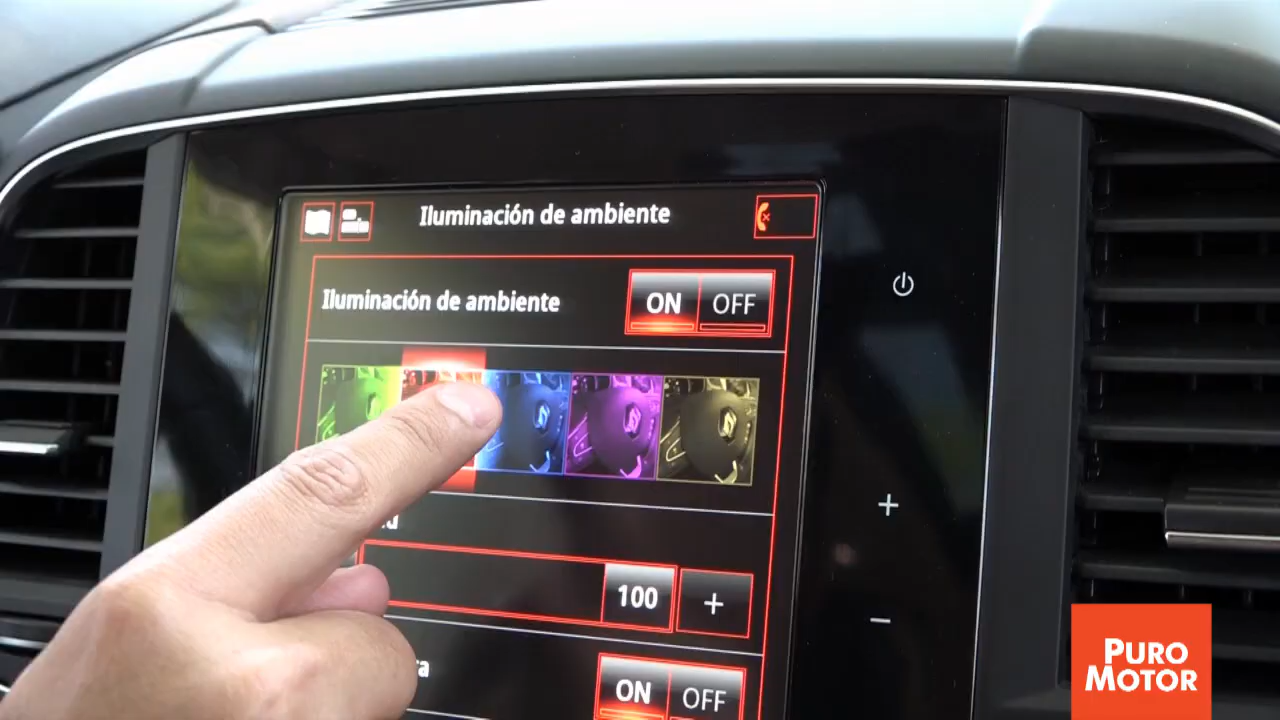 Iluminación de ambiente
Iluminación de ambiente
ON OFF
100 +
ON OFF
PURO
MOTOR